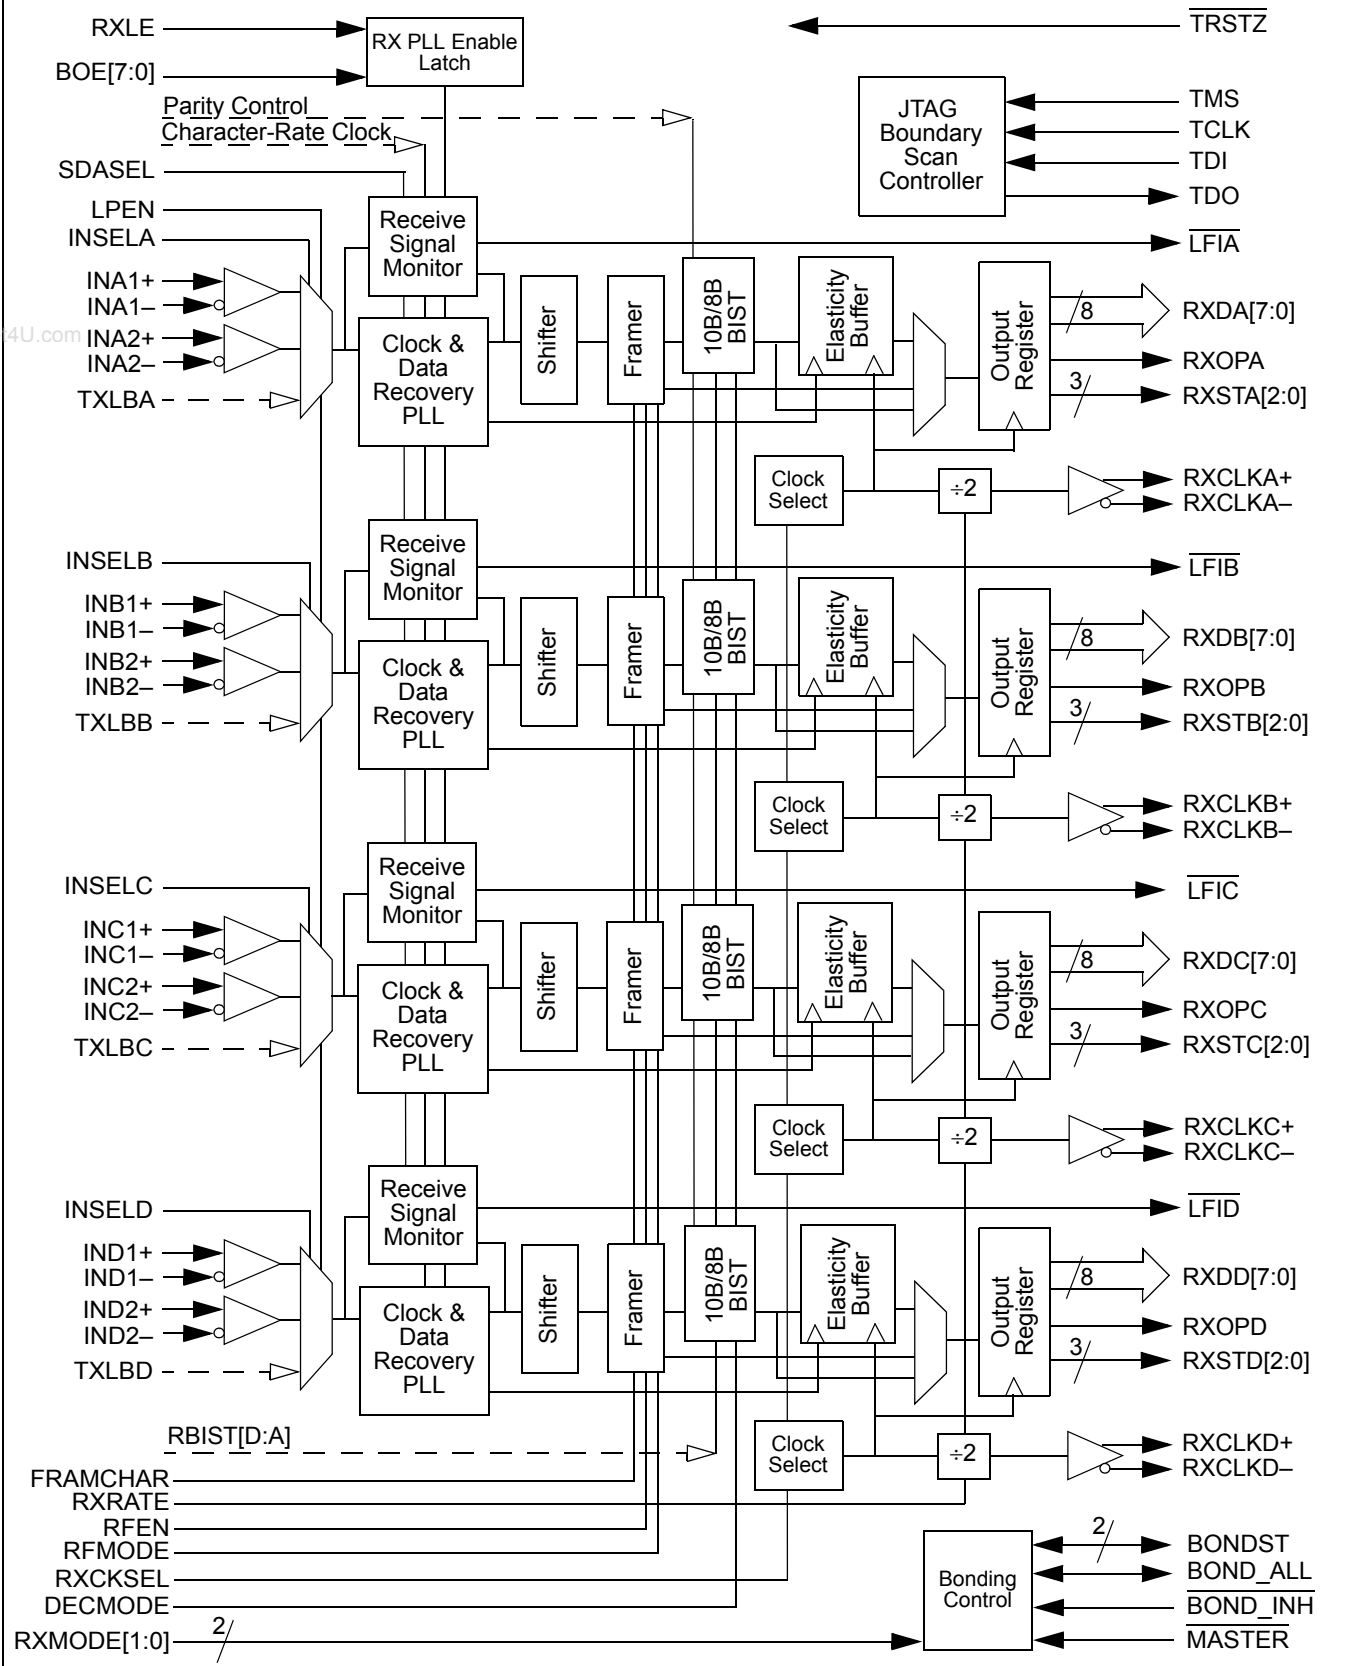 RXLE
RX PLL Enable
Latch
BOE[7:0]
TRSTZ
Parity Control
Character-Rate Clock
JTAG
Boundary
Scan
Controller
TMS
TCLK
TDI
TDO
SDASEL
LPEN
INSELA
Receive
Signal
Monitor
LFIA
INA1+
INA1–
t4U.com
INA2+
INA2–
TXLBA
Clock &
Data
Recovery
PLL
Shifter
Framer
10B/8B
BIST
Elasticity
Buffer
Output
Register
8
RXDA[7:0]
RXOPA
3
RXSTA[2:0]
Clock
Select
÷2
RXCLKA+
RXCLKA–
INSELB
Receive
Signal
Monitor
LFIB
INB1+
INB1–
INB2+
INB2–
TXLBB
Clock &
Data
Recovery
PLL
Shifter
Framer
10B/8B
BIST
Elasticity
Buffer
Output
Register
8
RXDB[7:0]
RXOPB
3
RXSTB[2:0]
Clock
Select
÷2
RXCLKB+
RXCLKB–
INSELC
Receive
Signal
Monitor
LFIC
INC1+
INC1–
INC2+
INC2–
TXLBC
Clock &
Data
Recovery
PLL
Shifter
Framer
10B/8B
BIST
Elasticity
Buffer
Output
Register
8
RXDC[7:0]
RXOPC
3
RXSTC[2:0]
Clock
Select
÷2
RXCLKC+
RXCLKC–
INSELD
Receive
Signal
Monitor
LFID
IND1+
IND1–
IND2+
IND2–
TXLBD
Clock &
Data
Recovery
PLL
Shifter
Framer
10B/8B
BIST
Elasticity
Buffer
Output
Register
8
RXDD[7:0]
RXOPD
3
RXSTD[2:0]
RBIST[D:A]
Clock
Select
÷2
RXCLKD+
RXCLKD–
FRAMCHAR
RXRATE
RFEN
RFMODE
RXCKSEL
DECMODE
RXMODE[1:0]
2
Bonding
Control
2
BONDST
BOND_ALL
BOND_INH
MASTER